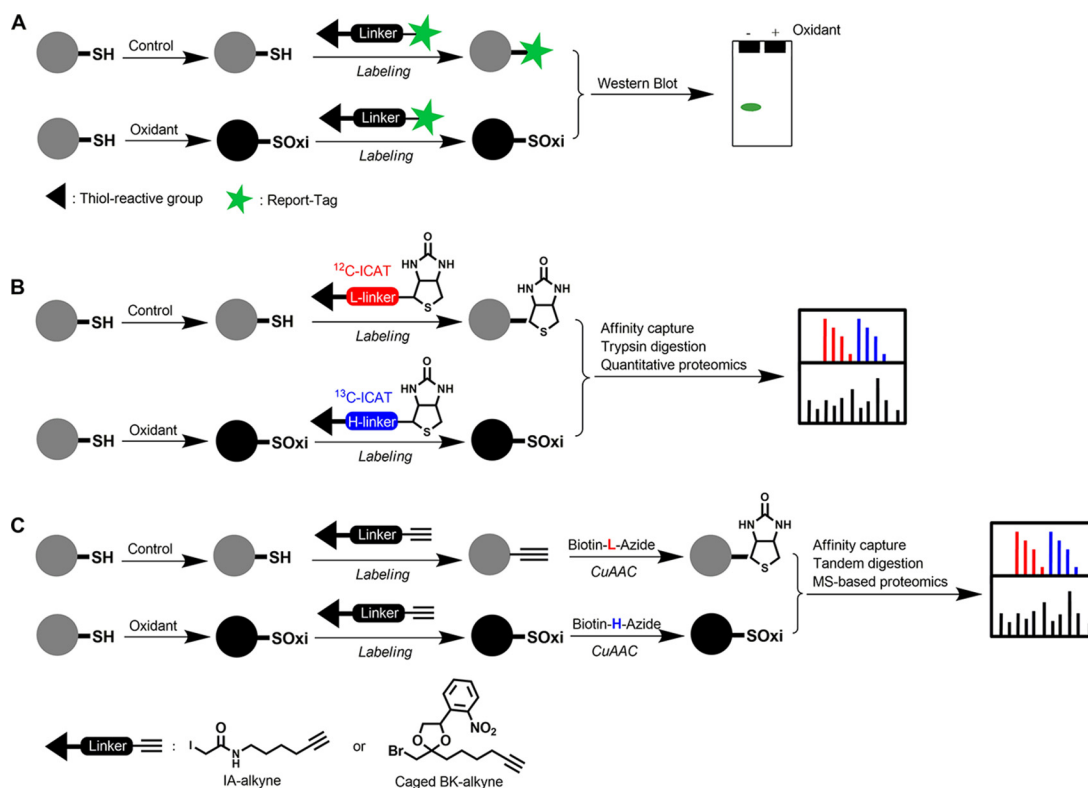 A
SH
Control
SH
Linker
Labeling
- + Oxidant
Western Blot
SH
Oxidant
SOxi
Linker
Labeling
SOxi
: Thiol-reactive group
: Report-Tag
B
SH
Control
SH
12C-ICAT
L-linker
Labeling
O
HN NH
S
O
HN NH
S
Affinity capture
Trypsin digestion
Quantitative proteomics
SH
Oxidant
SOxi
13C-ICAT
H-linker
Labeling
O
HN NH
S
SOxi
C
SH
Control
SH
Linker
Labeling
Biotin-L-Azide
CuAAC
O
HN NH
S
Affinity capture
Tandem digestion
MS-based proteomics
SH
Oxidant
SOxi
Linker
Labeling
SOxi
Biotin-H-Azide
CuAAC
SOxi
Linker
:
I
O
N
H
IA-alkyne
or
O
O
NO2
Br
Caged BK-alkyne